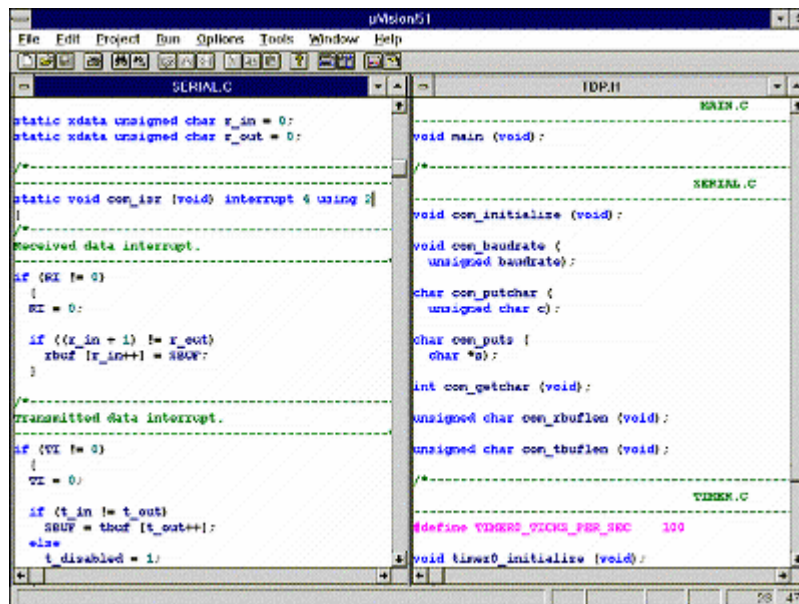 µVision/51
File Edit Project Run Options Tools Window Help
SERIAL.C
static xdata unsigned char r_in = 0;
static xdata unsigned char r_out = 0;
/*------------------------------
static void com_isr (void) interrupt 4 using 2
{
/*------------------------------
Received data interrupt.
------------------------------
if (RI != 0)
{
RI = 0;
if ((r_in + 1) != r_out)
rbuf [r_in++] = SBUF;
}
/*------------------------------
Transmitted data interrupt.
------------------------------
if (TI != 0)
{
TI = 0;
if (t_in != t_out)
SBUF = tbuf [t_out++];
else
t_disabled = 1;
TDP.H
MAIN.C
------------------------------
void main (void);
/*------------------------------
SERIAL.C
------------------------------
void com_initialize (void);
void com_baudrate (
unsigned baudrate);
char com_putchar (
unsigned char c);
char com_puts (
char *s);
int com_getchar (void);
unsigned char com_rbuflen (void);
unsigned char com_tbuflen (void);
/*------------------------------
TIMER.C
------------------------------
#define TIMER0_TICKS_PER_SEC 100
void timer0_initialize (void);